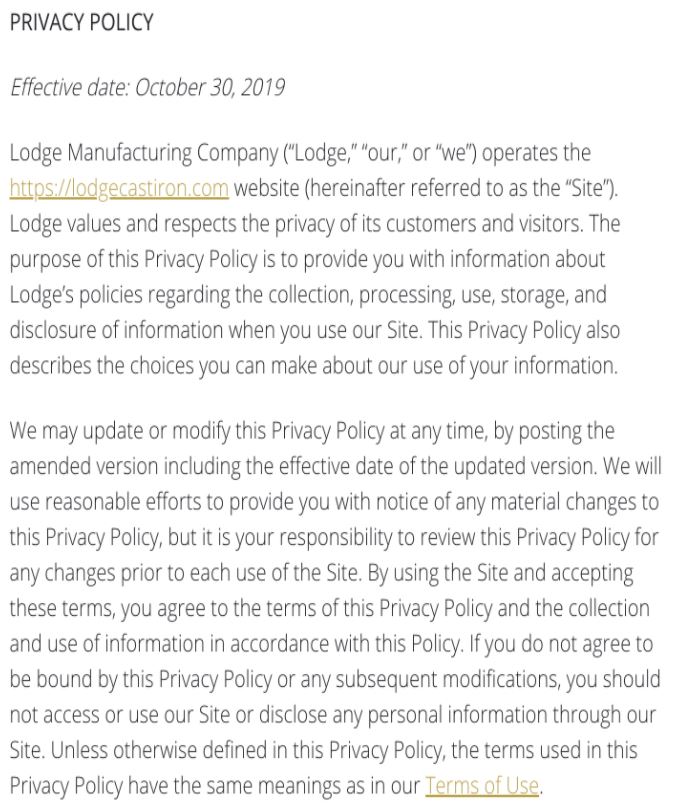 PRIVACY POLICY
Effective date: October 30, 2019
Lodge Manufacturing Company (“Lodge,” “our,” or “we”) operates the
https://lodgecastiron.com website (hereinafter referred to as the “Site”).
Lodge values and respects the privacy of its customers and visitors. The
purpose of this Privacy Policy is to provide you with information about
Lodge’s policies regarding the collection, processing, use, storage, and
disclosure of information when you use our Site. This Privacy Policy also
describes the choices you can make about our use of your information.
We may update or modify this Privacy Policy at any time, by posting the
amended version including the effective date of the updated version. We will
use reasonable efforts to provide you with notice of any material changes to
this Privacy Policy, but it is your responsibility to review this Privacy Policy for
any changes prior to each use of the Site. By using the Site and accepting
these terms, you agree to the terms of this Privacy Policy and the collection
and use of information in accordance with this Policy. If you do not agree to
be bound by this Privacy Policy or any subsequent modifications, you should
not access or use our Site or disclose any personal information through our
Site. Unless otherwise defined in this Privacy Policy, the terms used in this
Privacy Policy have the same meanings as in our Terms of Use.